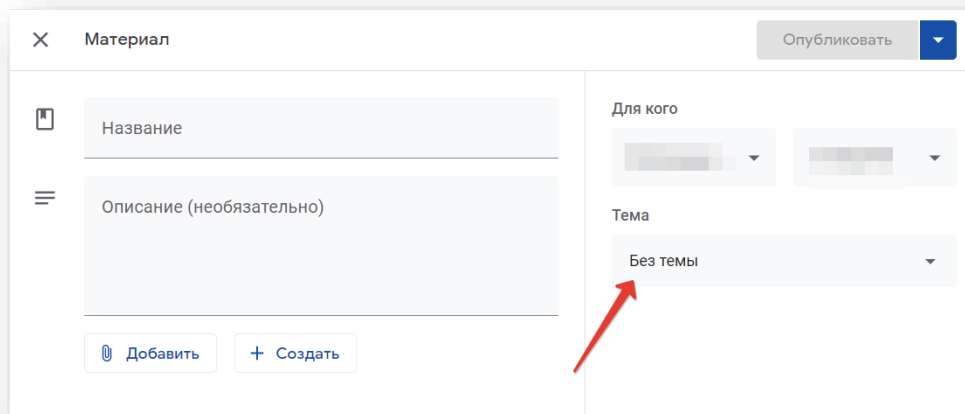 Материал
Опубликовать
Название
Описание (необязательно)
Добавить
Создать
Для кого
Тема
Без темы